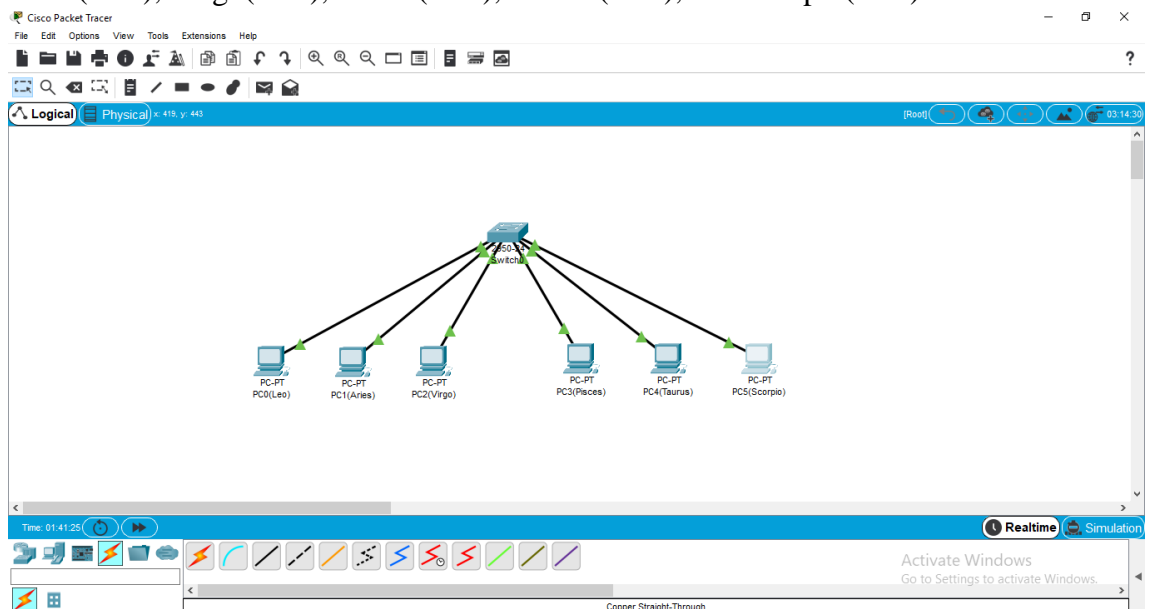 Cisco Packet Tracer
File Edit Options View Tools Extensions Help
?
Logical Physical x: 419, y: 443 [Root] 03:14:30
2950-24
Switch0
PC-PT PC-PT PC-PT PC-PT PC-PT PC-PT
PC0(Leo) PC1(Aries) PC2(Virgo) PC3(Pisces) PC4(Taurus) PC5(Scorpio)
Time: 01:41:25 Realtime Simulation
Activate Windows
Go to Settings to activate Windows.
Copper Straight-Through